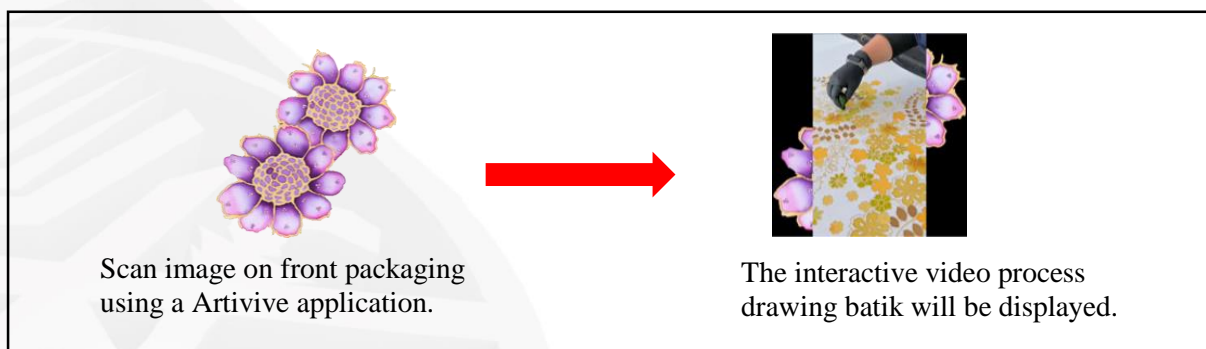 Scan image on front packaging
using a Artivive application.
The interactive video process
drawing batik will be displayed.